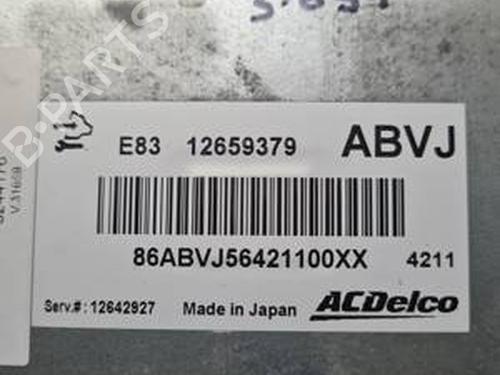 E83 12659379 ABVJ
86ABVJ56421100XX 4211
Serv.#: 12642927 Made in Japan ACDelco
B-PARTS